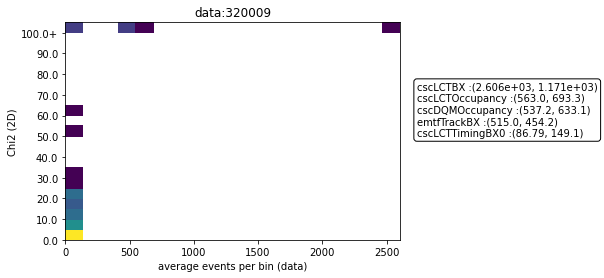 data:320009
100.0+
90.0
80.0
70.0
60.0
50.0
40.0
30.0
20.0
10.0
0.0
Chi2 (2D)
0
500
1000
1500
2000
2500
average events per bin (data)
cscLCTBX :(2.606e+03, 1.171e+03)
cscLCTOccupancy :(563.0, 693.3)
cscDQMOccupancy :(537.2, 633.1)
emtfTrackBX :(515.0, 454.2)
cscLCTTimingBX0 :(86.79, 149.1)